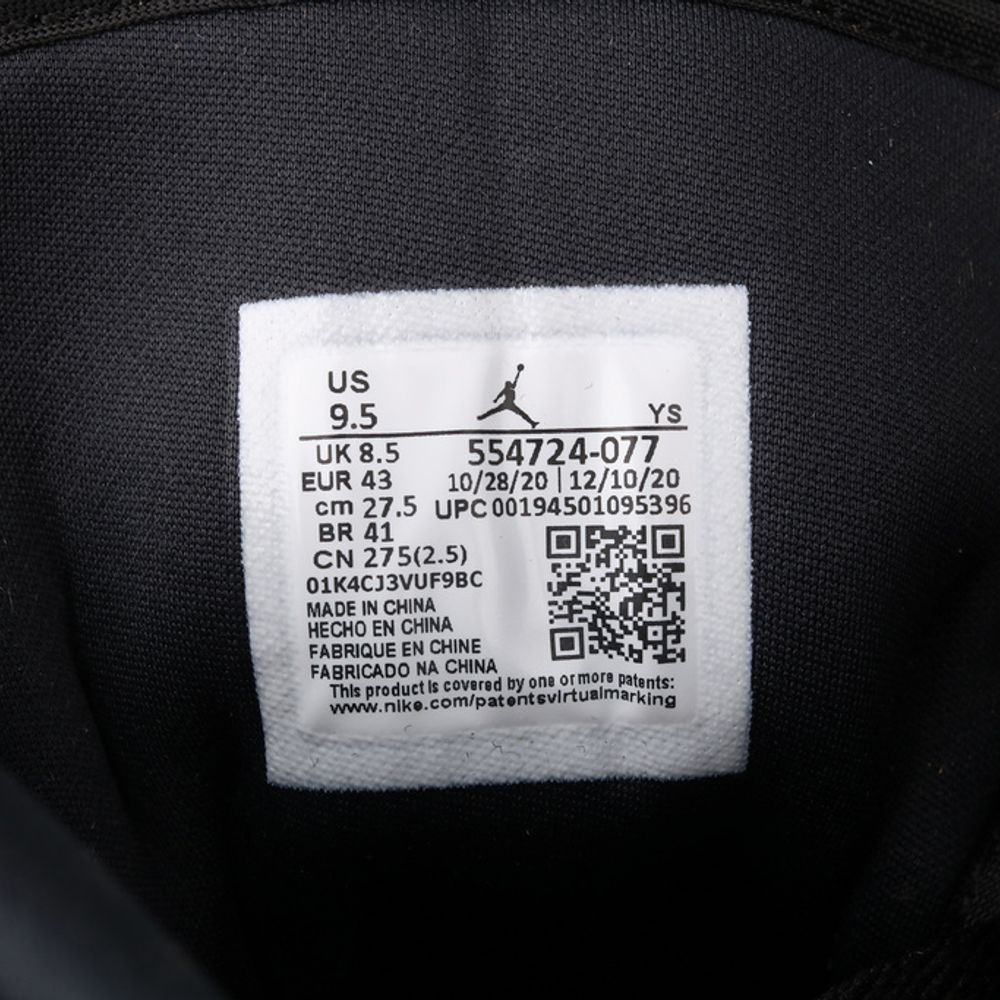 US
9.5 YS
UK 8.5 554724-077
EUR 43 10/28/20 | 12/10/20
cm 27.5 UPC 00194501095396
BR 41
CN 275(2.5)
01K4CJ3VUF9BC
MADE IN CHINA
HECHO EN CHINA
FABRIQUE EN CHINE
FABRICADO NA CHINA
This product is covered by one or more patents:
www.nike.com/patentsvirtualmarking